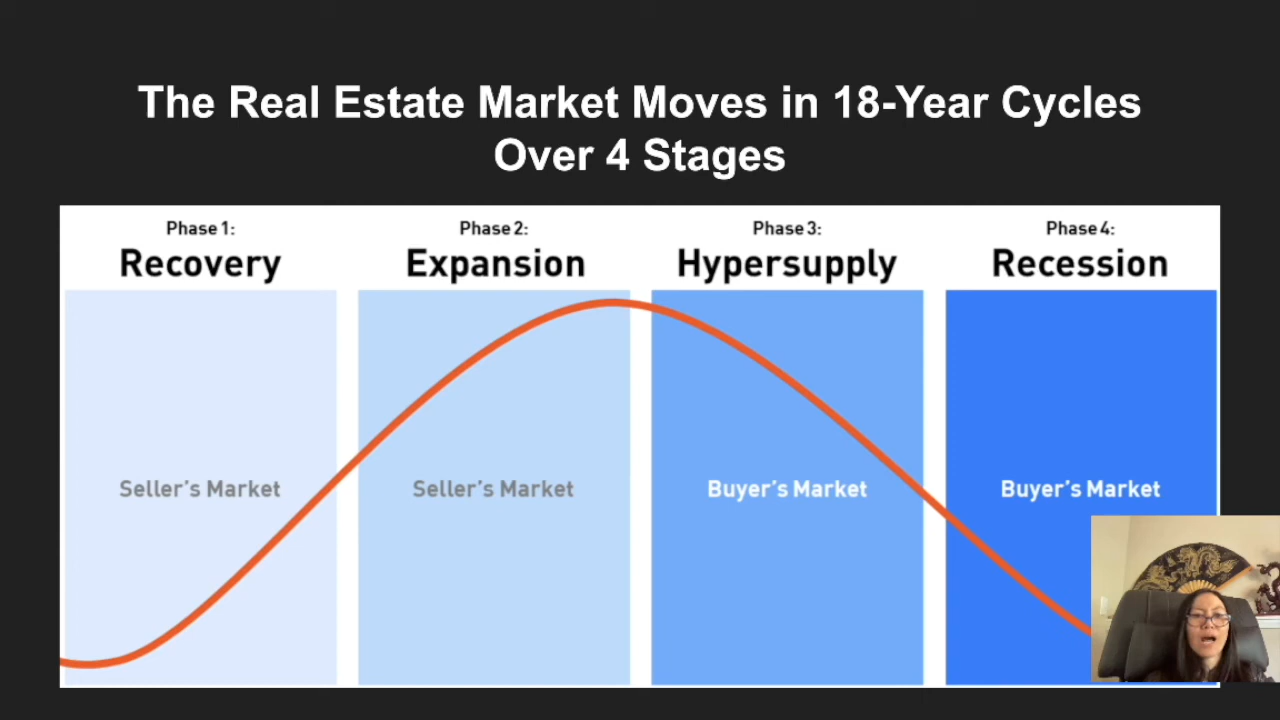 The Real Estate Market Moves in 18-Year Cycles
Over 4 Stages
Phase 1:
Recovery
Seller's Market
Phase 2:
Expansion
Seller's Market
Phase 3:
Hypersupply
Buyer's Market
Phase 4:
Recession
Buyer's Market